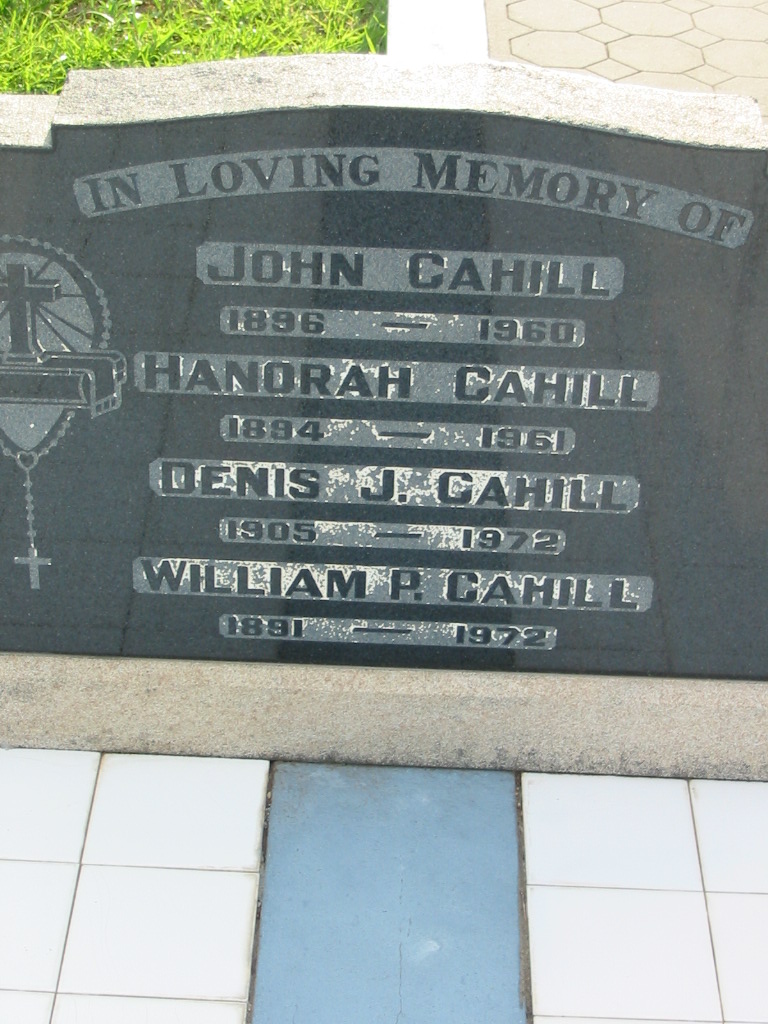 IN LOVING MEMORY OF
JOHN CAHILL
1896 — 1960
HANORAH CAHILL
1894 — 1961
DENIS J. CAHILL
1905 — 1972
WILLIAM P. CAHILL
1891 — 1972